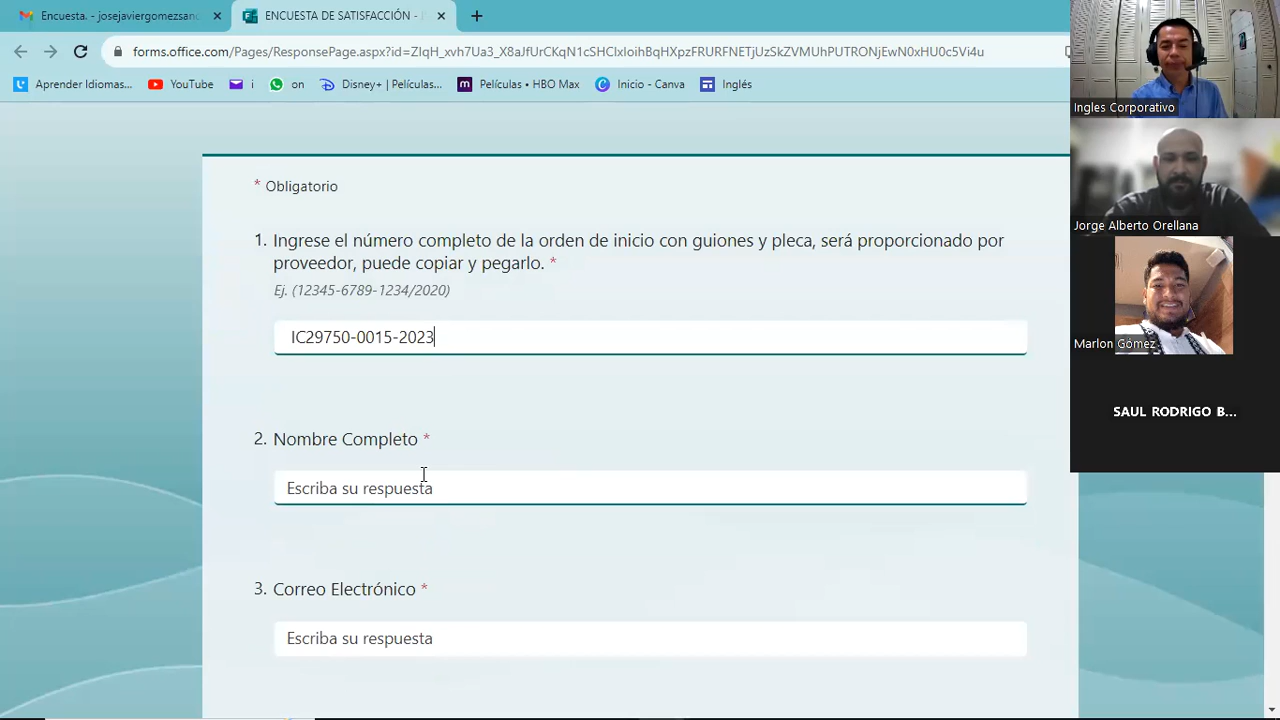 Encuesta. - josejaviergomezsan
ENCUESTA DE SATISFACCIÓN -
forms.office.com/Pages/ResponsePage.aspx?id=
Aprender Idiomas...
YouTube
i
on
Disney+ | Películas...
Películas • HBO Max
Inicio - Canva
Inglés
Ingles Corporativo
Jorge Alberto Orellana
Marlon Gómez
SAUL RODRIGO B...
* Obligatorio
1. Ingrese el número completo de la orden de inicio con guiones y pleca, será proporcionado por
proveedor, puede copiar y pegarlo. *
Ej. (12345-6789-1234/2020)
IC29750-0015-2023
2. Nombre Completo *
Escriba su respuesta
3. Correo Electrónico *
Escriba su respuesta